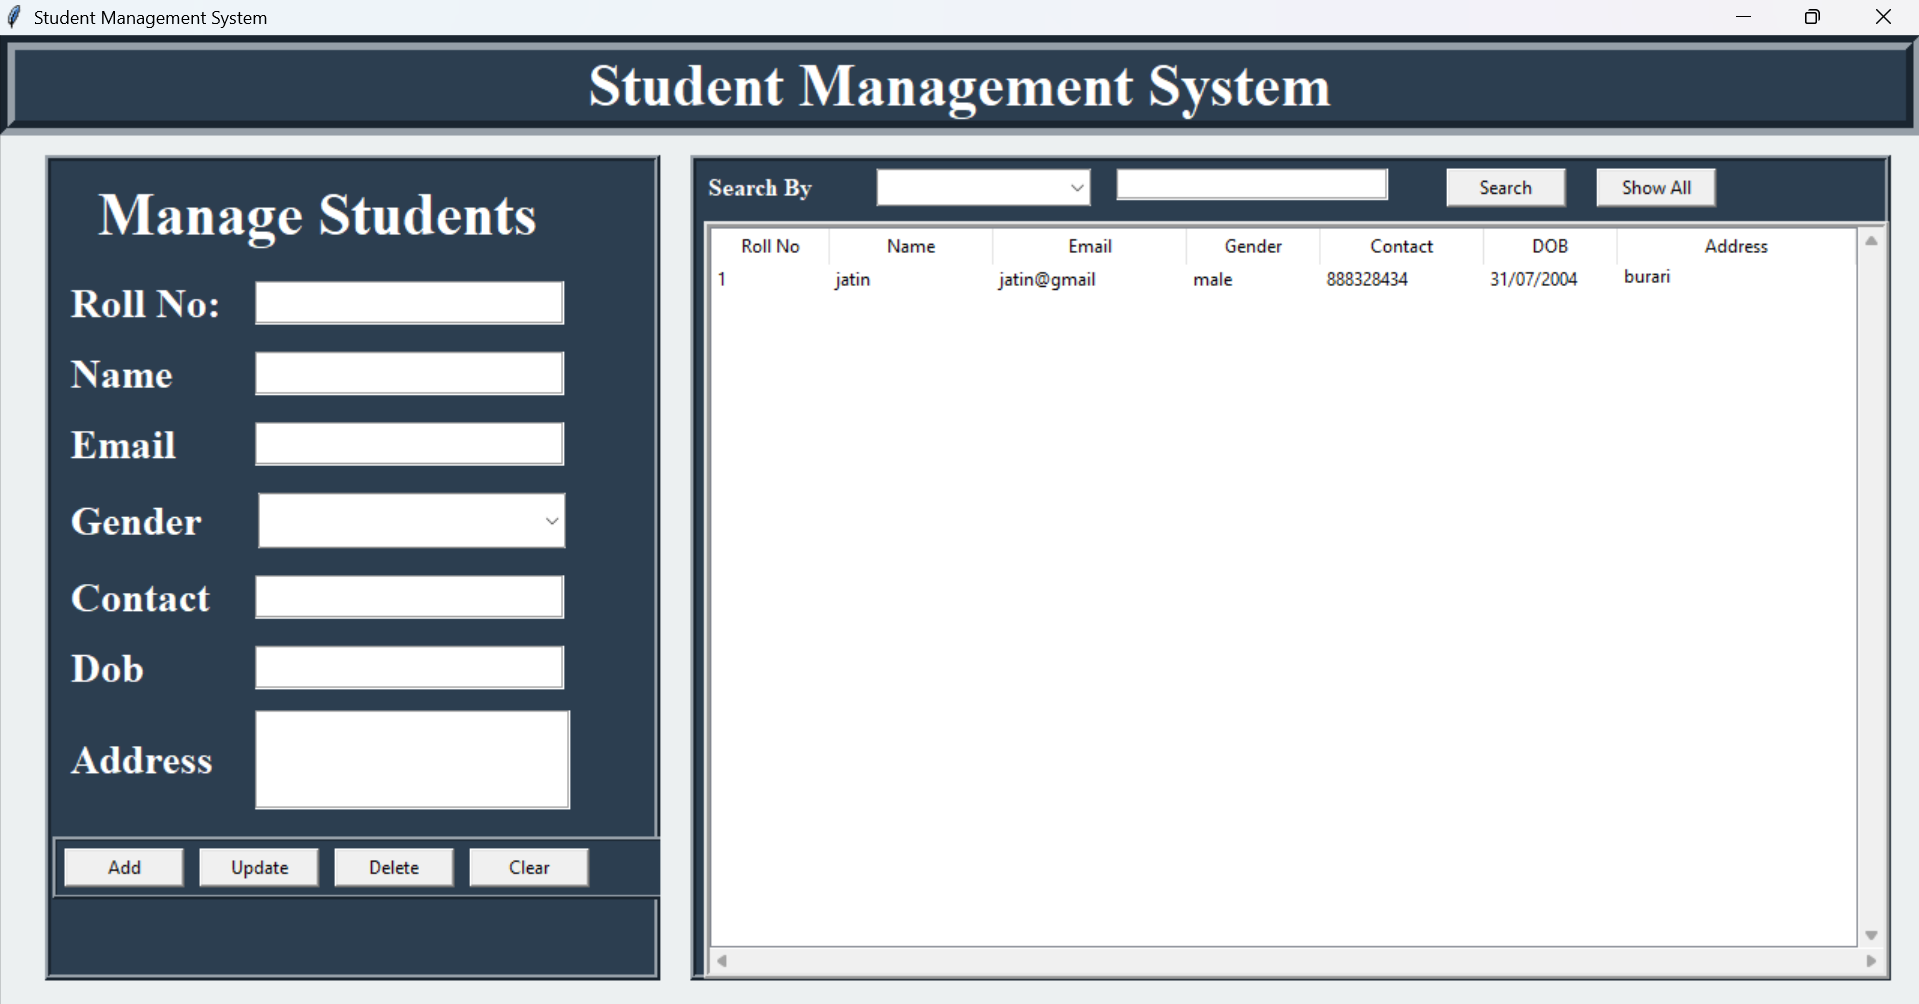 Student Management System
Student Management System
Manage Students
Roll No:
Name
Email
Gender
Contact
Dob
Address
Add Update Delete Clear
Search By Search Show All
Roll No Name Email Gender Contact DOB Address
1 jatin jatin@gmail male 888328434 31/07/2004 burari